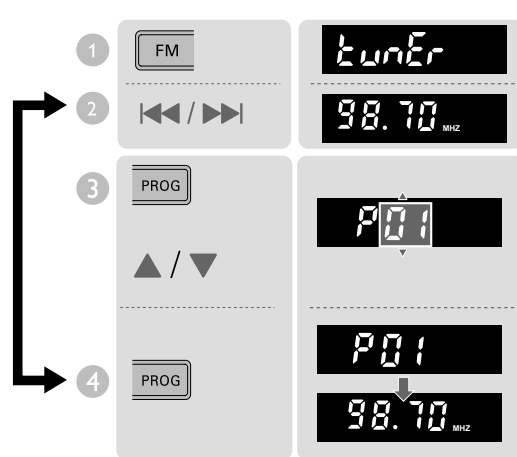 1 FM tunEr
2 / 98.70 MHZ
3 PROG P01
/
4 PROG P01
98.70 MHZ